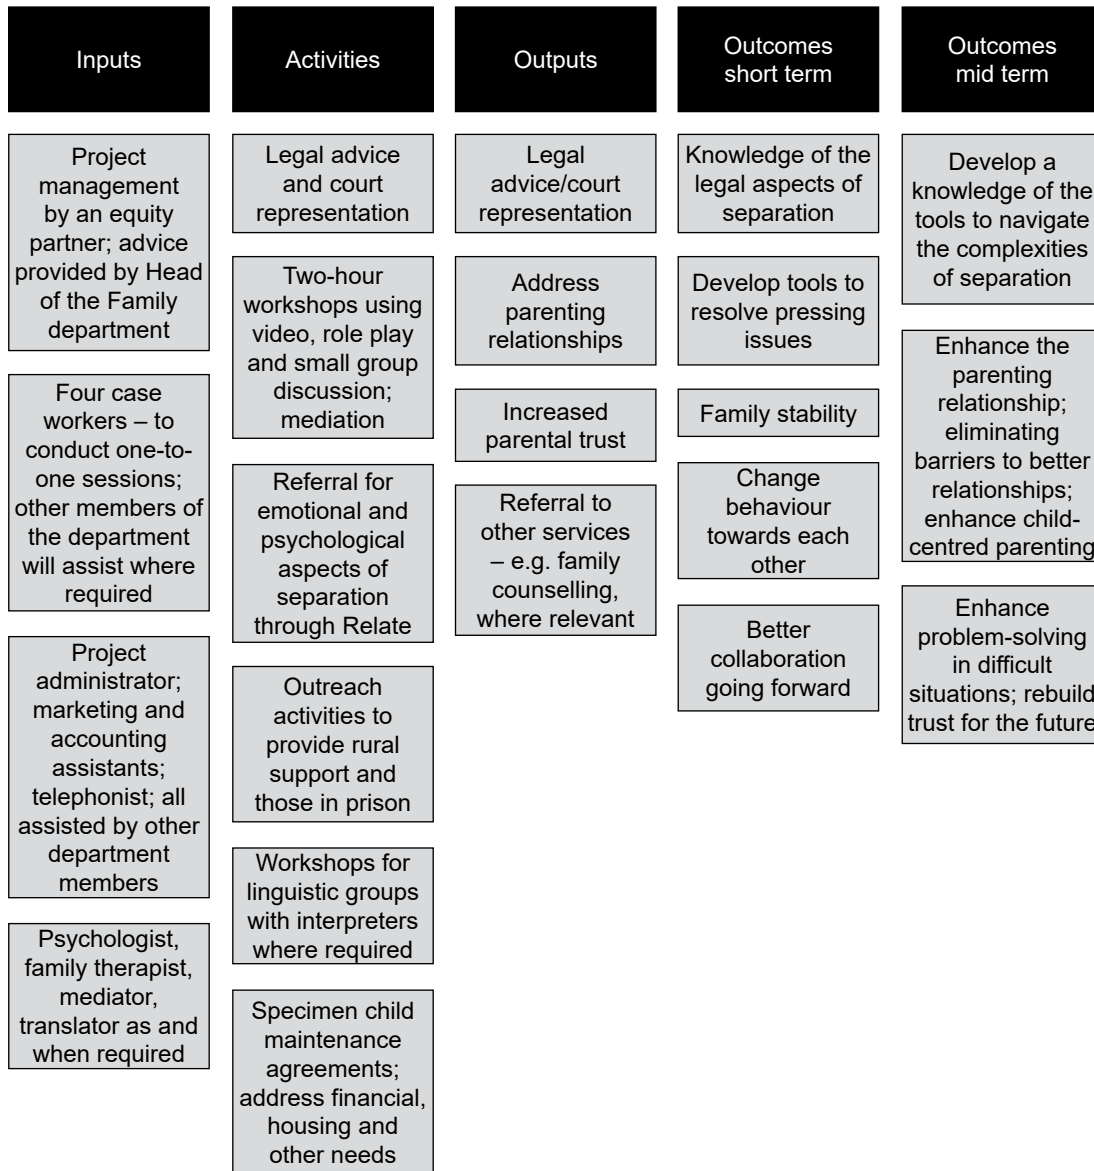 Inputs
Project
management
by an equity
partner; advice
provided by Head
of the Family
department
Four case
workers – to
conduct one-to-
one sessions;
other members of
the department
will assist where
required
Project
administrator;
marketing and
accounting
assistants;
telephonist; all
assisted by other
department
members
Psychologist,
family therapist,
mediator,
translator as and
when required
Activities
Legal advice
and court
representation
Two-hour
workshops using
video, role play
and small group
discussion;
mediation
Referral for
emotional and
psychological
aspects of
separation
through Relate
Outreach
activities to
provide rural
support and
those in prison
Workshops for
linguistic groups
with interpreters
where required
Specimen child
maintenance
agreements;
address financial,
housing and
other needs
Outputs
Legal
advice/court
representation
Address
parenting
relationships
Increased
parental trust
Referral to
other services
– e.g. family
counselling,
where relevant
Outcomes
short term
Knowledge of the
legal aspects of
separation
Develop tools to
resolve pressing
issues
Family stability
Change
behaviour
towards each
other
Better
collaboration
going forward
Outcomes
mid term
Develop a
knowledge of the
tools to navigate
the complexities
of separation
Enhance the
parenting
relationship;
eliminating
barriers to better
relationships;
enhance child-
centred parenting
Enhance
problem-solving
in difficult
situations; rebuild
trust for the future